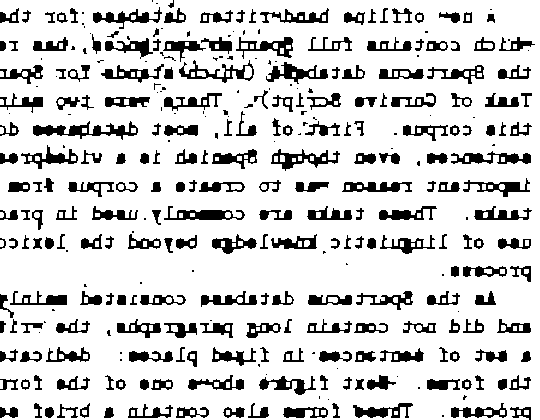 A new offline handwritten database for the
which contains full Spanish sentences, has re
the Spartacus database (which stands for Span
Task of Cursive Script). There were two main
this corpus. First of all, most databases do
sentences, even though Spanish is a widespre
important reason was to create a corpus from
tasks. These tasks are commonly used in prac
use of linguistic knowledge beyond the lexico
process.
As the Spartacus database consisted mainly
and did not contain long paragraphs, the writ
a set of sentences in fixed places: dedicate
the forms. Next figure shows one of the form
process. These forms also contain a brief se